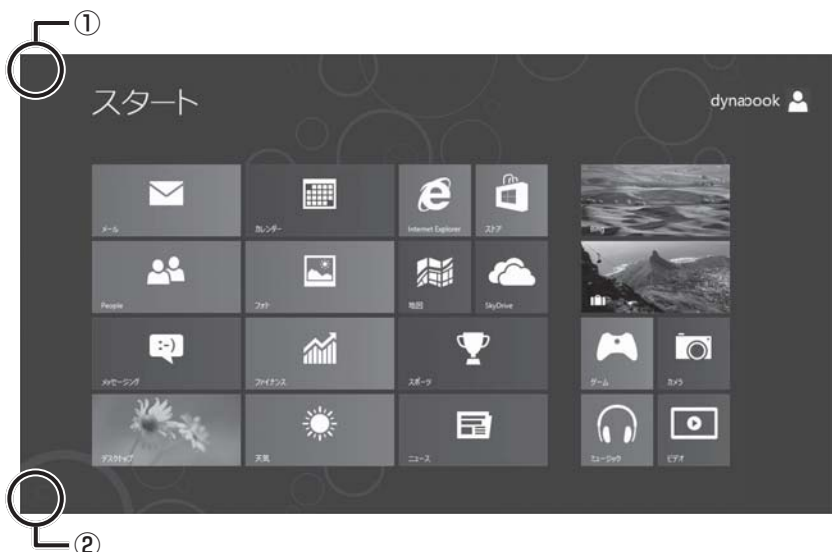 ①
スタート
dynabook
メール
カレンダー
Internet Explorer
ストア
Bing
People
フォト
地図
SkyDrive
メッセージング
ファイナンス
スポーツ
ゲーム
カメラ
デスクトップ
天気
ニュース
ミュージック
ビデオ
②